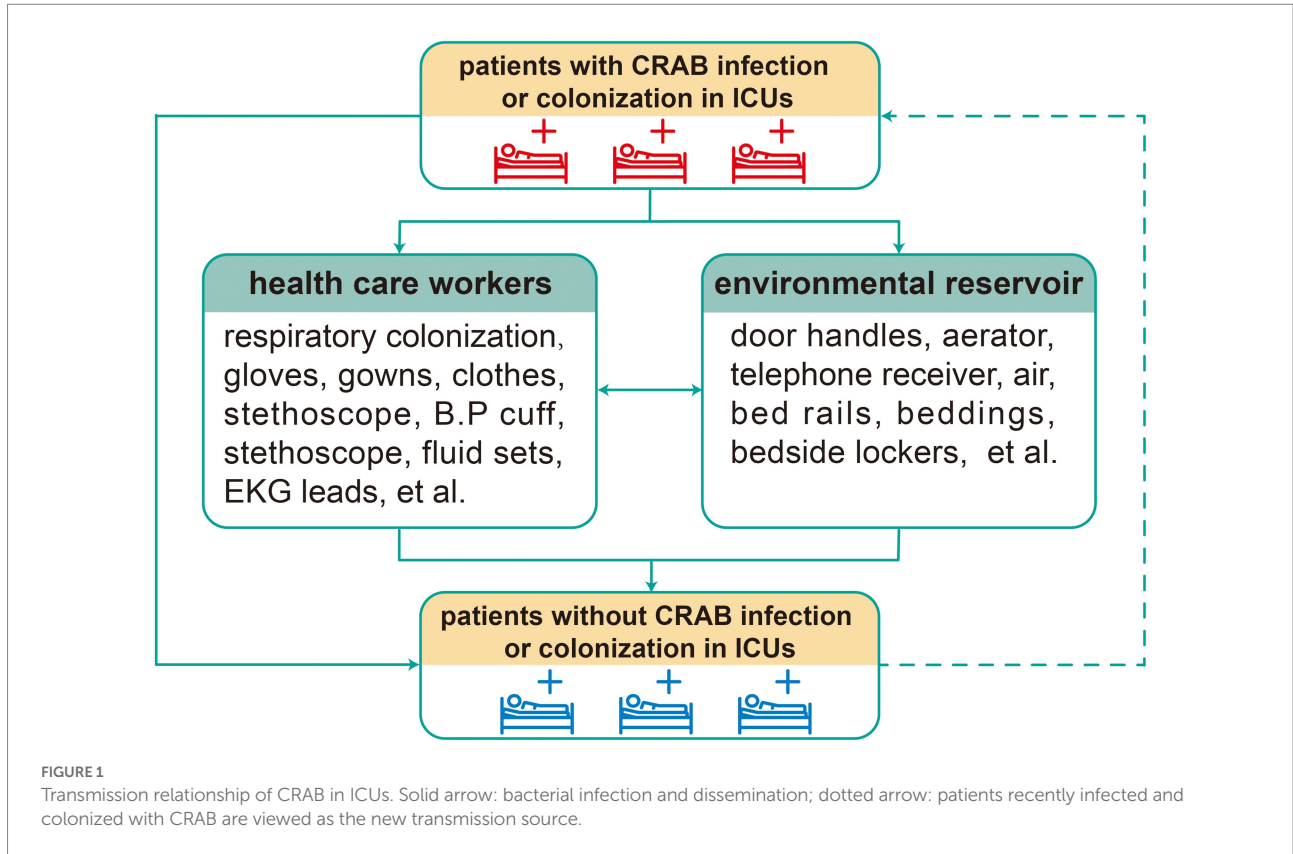 patients with CRAB infection
or colonization in ICUs
health care workers
respiratory colonization,
gloves, gowns, clothes,
stethoscope, B.P cuff,
stethoscope, fluid sets,
EKG leads, et al.
environmental reservoir
door handles, aerator,
telephone receiver, air,
bed rails, beddings,
bedside lockers, et al.
patients without CRAB infection
or colonization in ICUs
FIGURE 1
Transmission relationship of CRAB in ICUs. Solid arrow: bacterial infection and dissemination; dotted arrow: patients recently infected and
colonized with CRAB are viewed as the new transmission source.